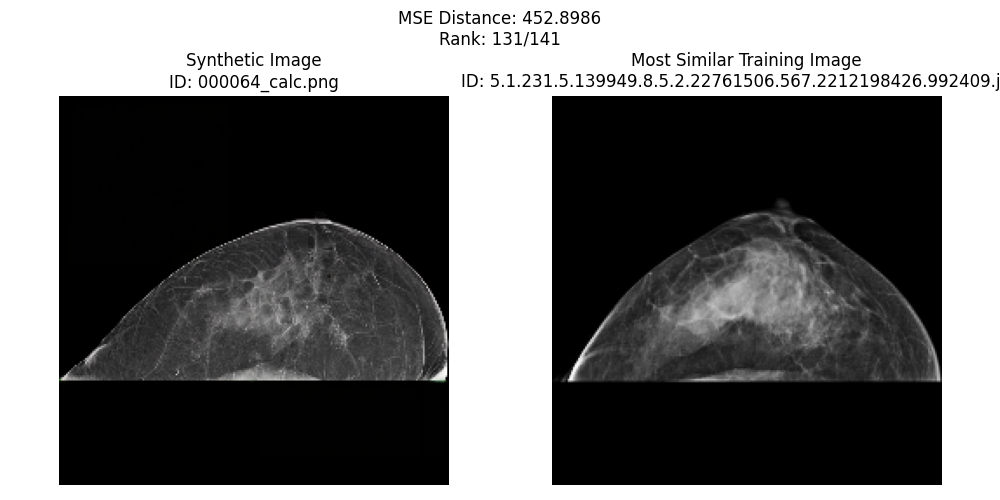 MSE Distance: 452.8986
Rank: 131/141
Synthetic Image
ID: 000064_calc.png
Most Similar Training Image
ID: 5.1.231.5.139949.8.5.2.22761506.567.2212198426.992409.j